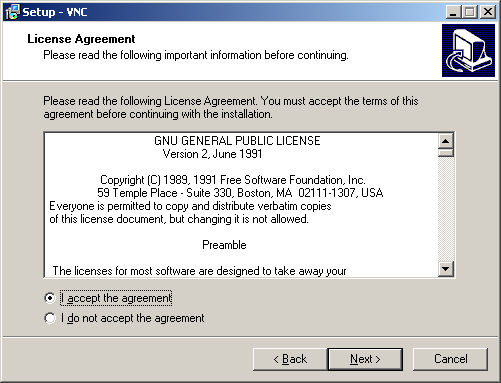 Setup - VNC
License Agreement
Please read the following important information before continuing.
Please read the following License Agreement. You must accept the terms of this
agreement before continuing with the installation.
GNU GENERAL PUBLIC LICENSE
Version 2, June 1991
Copyright (C) 1989, 1991 Free Software Foundation, Inc.
59 Temple Place - Suite 330, Boston, MA  02111-1307, USA
Everyone is permitted to copy and distribute verbatim copies
of this license document, but changing it is not allowed.
Preamble
The licenses for most software are designed to take away your
I accept the agreement
I do not accept the agreement
< Back
Next >
Cancel